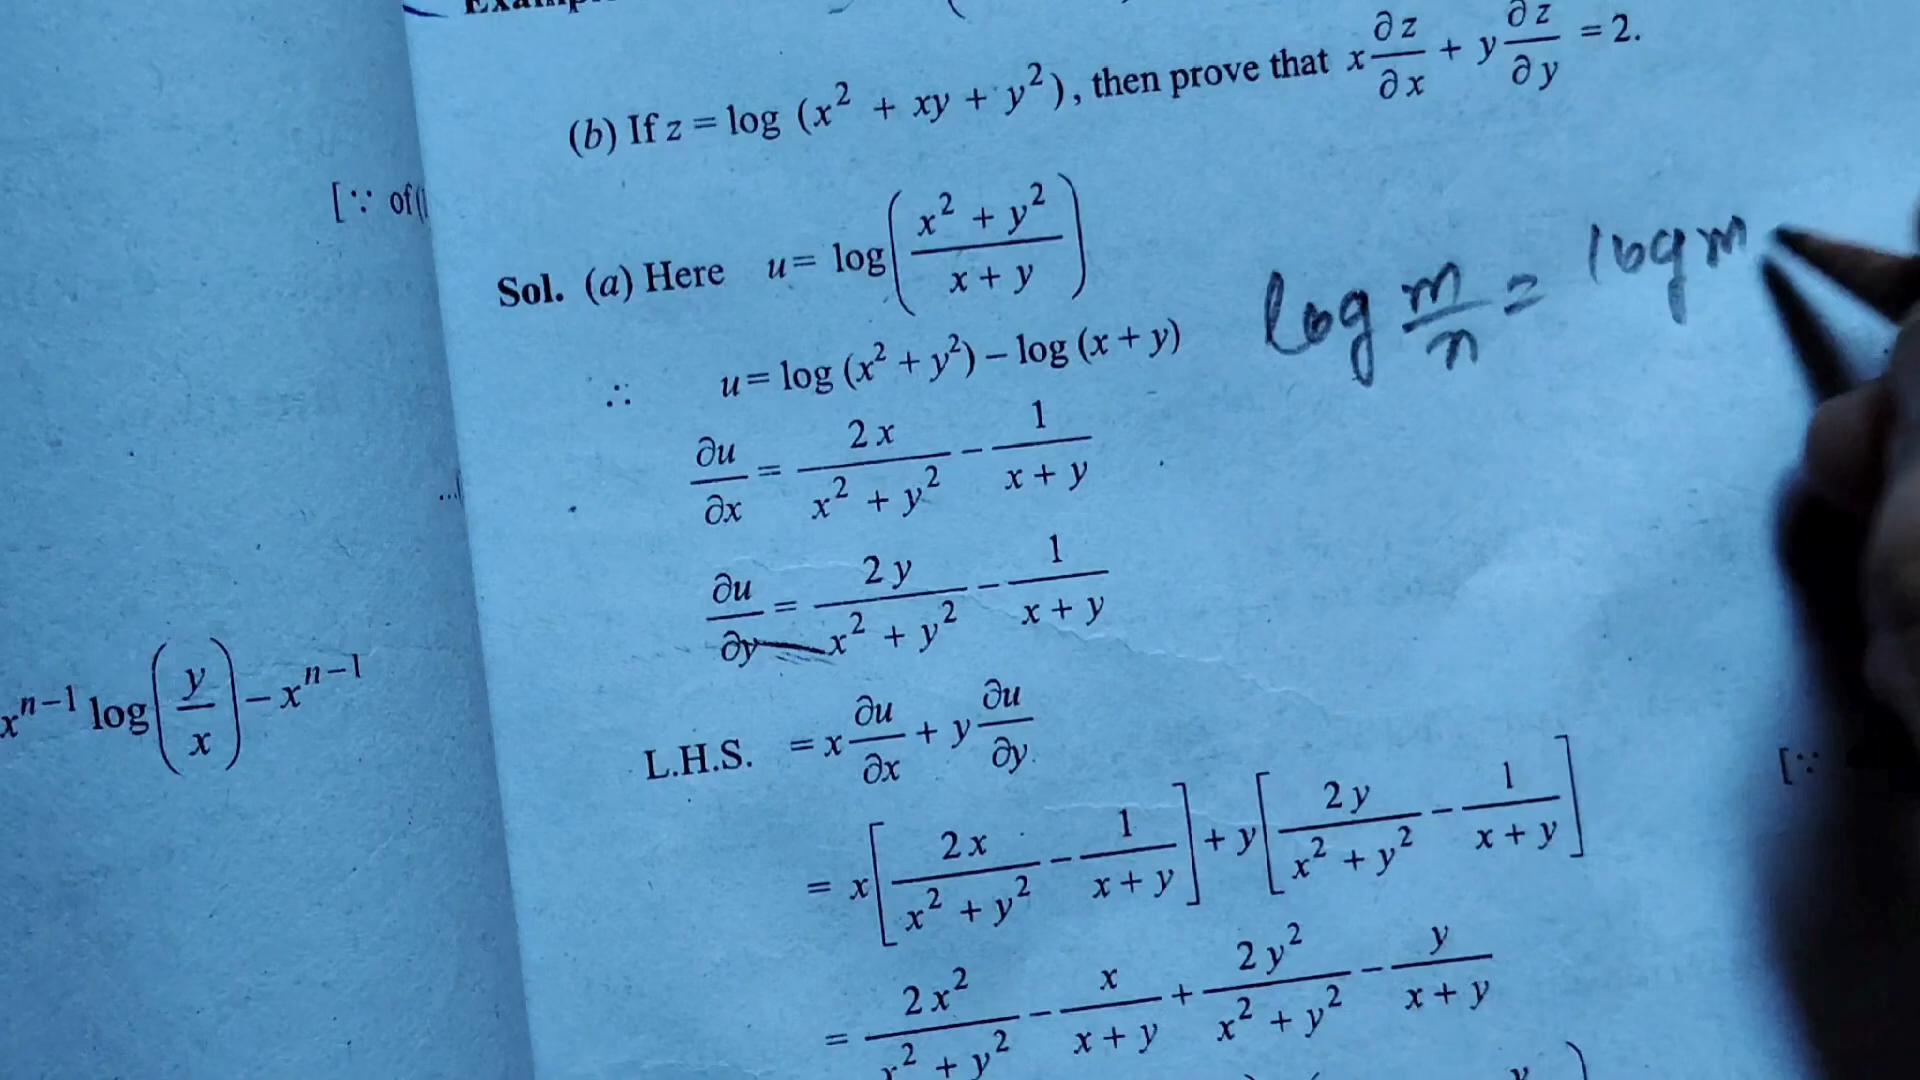 (b) If z = log (x² + xy + y²), then prove that x ∂z/∂x + y ∂z/∂y = 2.
[∵ of
Sol. (a) Here u = log((x² + y²)/(x + y))
log m/n = log m
∴ u = log (x² + y²) – log (x + y)
∂u/∂x = 2x/(x² + y²) – 1/(x + y)
∂u/∂y = 2y/(x² + y²) – 1/(x + y)
xⁿ⁻¹ log(y/x) – xⁿ⁻¹
L.H.S. = x ∂u/∂x + y ∂u/∂y
= x[2x/(x² + y²) – 1/(x + y)] + y[2y/(x² + y²) – 1/(x + y)] [∵
= 2x²/(x² + y²) – x/(x + y) + 2y²/(x² + y²) – y/(x + y)